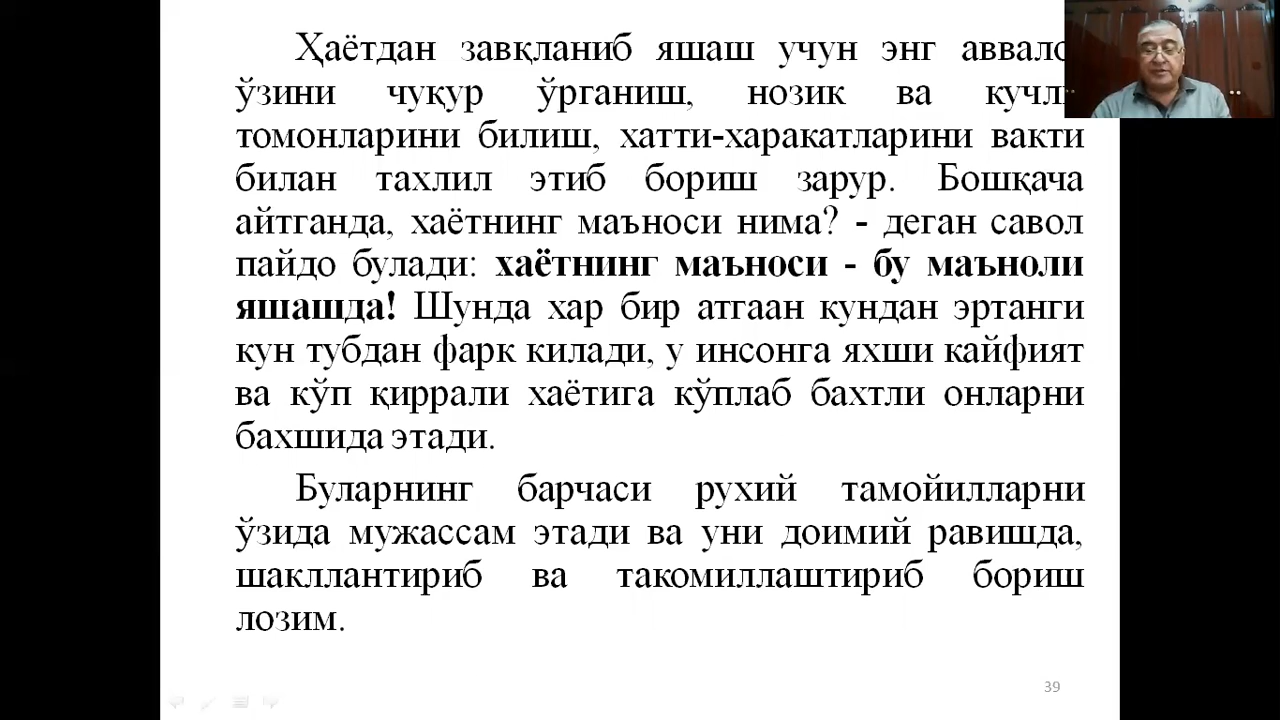 Ҳаётдан завқланиб яшаш учун энг аввало
ўзини чуқур ўрганиш, нозик ва кучли
томонларини билиш, хатти-харакатларини вакти
билан тахлил этиб бориш зарур. Бошқача
айтганда, хаётнинг маъноси нима? - деган савол
пайдо булади: хаётнинг маъноси - бу маъноли
яшашда! Шунда хар бир атгаан кундан эртанги
кун тубдан фарк килади, у инсонга яхши кайфият
ва кўп қиррали хаётига кўплаб бахтли онларни
бахшида этади.
Буларнинг барчаси рухий тамойилларни
ўзида мужассам этади ва уни доимий равишда,
шакллантириб ва такомиллаштириб бориш
лозим.
39